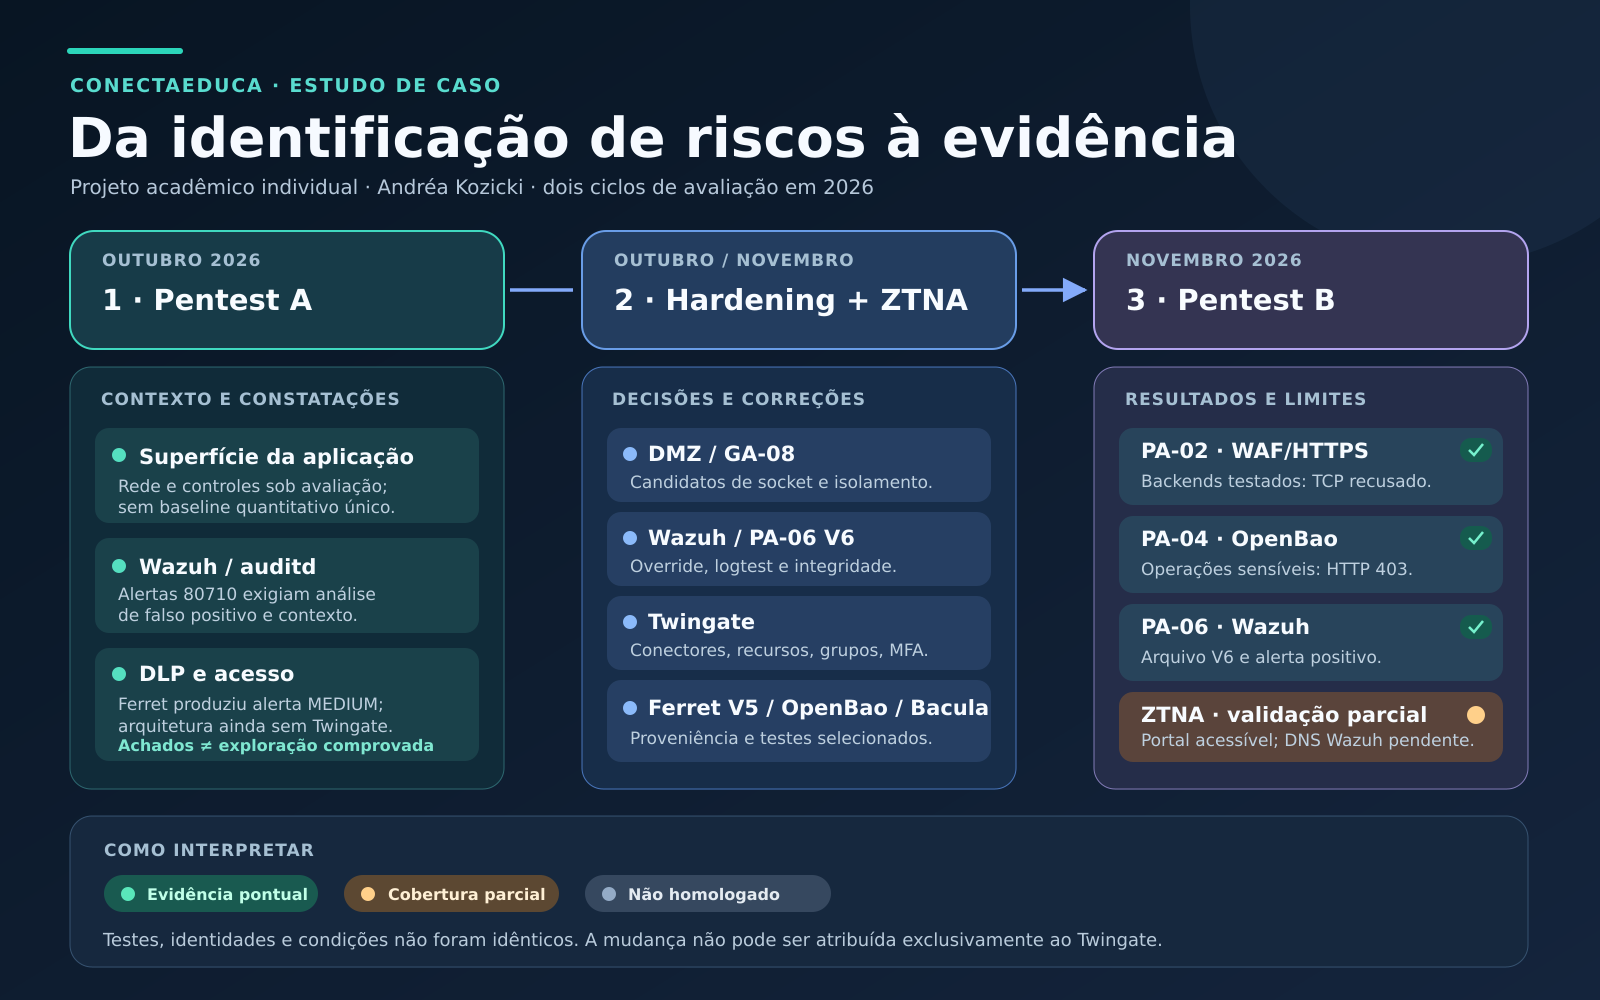 CONECTAEDUCA · ESTUDO DE CASO
Da identificação de riscos à evidência
Projeto acadêmico individual · Andréa Kozicki · dois ciclos de avaliação em 2026
OUTUBRO 2026
1 · Pentest A
OUTUBRO / NOVEMBRO
2 · Hardening + ZTNA
NOVEMBRO 2026
3 · Pentest B
CONTEXTO E CONSTATAÇÕES
Superfície da aplicação
Rede e controles sob avaliação;
sem baseline quantitativo único.
Wazuh / auditd
Alertas 80710 exigiam análise
de falso positivo e contexto.
DLP e acesso
Ferret produziu alerta MEDIUM;
arquitetura ainda sem Twingate.
Achados ≠ exploração comprovada
DECISÕES E CORREÇÕES
DMZ / GA-08
Candidatos de socket e isolamento.
Wazuh / PA-06 V6
Override, logtest e integridade.
Twingate
Conectores, recursos, grupos, MFA.
Ferret V5 / OpenBao / Bacula
Proveniência e testes selecionados.
RESULTADOS E LIMITES
PA-02 · WAF/HTTPS
Backends testados: TCP recusado.
PA-04 · OpenBao
Operações sensíveis: HTTP 403.
PA-06 · Wazuh
Arquivo V6 e alerta positivo.
ZTNA · validação parcial
Portal acessível; DNS Wazuh pendente.
COMO INTERPRETAR
Evidência pontual
Cobertura parcial
Não homologado
Testes, identidades e condições não foram idênticos. A mudança não pode ser atribuída exclusivamente ao Twingate.